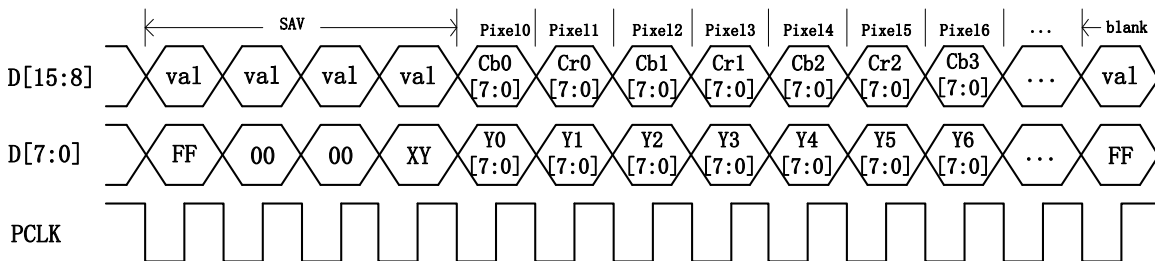 SAV Pixel0 Pixel1 Pixel2 Pixel3 Pixel4 Pixel5 Pixel6 ... blank
D[15:8] val val val val Cb0 [7:0] Cr0 [7:0] Cb1 [7:0] Cr1 [7:0] Cb2 [7:0] Cr2 [7:0] Cb3 [7:0] ... val
D[7:0] FF 00 00 XY Y0 [7:0] Y1 [7:0] Y2 [7:0] Y3 [7:0] Y4 [7:0] Y5 [7:0] Y6 [7:0] ... FF
PCLK